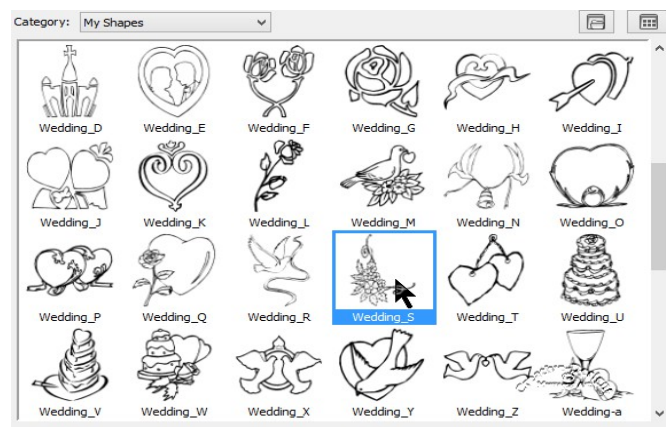 Category: My Shapes
Wedding_D Wedding_E Wedding_F Wedding_G Wedding_H Wedding_I
Wedding_J Wedding_K Wedding_L Wedding_M Wedding_N Wedding_O
Wedding_P Wedding_Q Wedding_R Wedding_S Wedding_T Wedding_U
Wedding_V Wedding_W Wedding_X Wedding_Y Wedding_Z Wedding-a